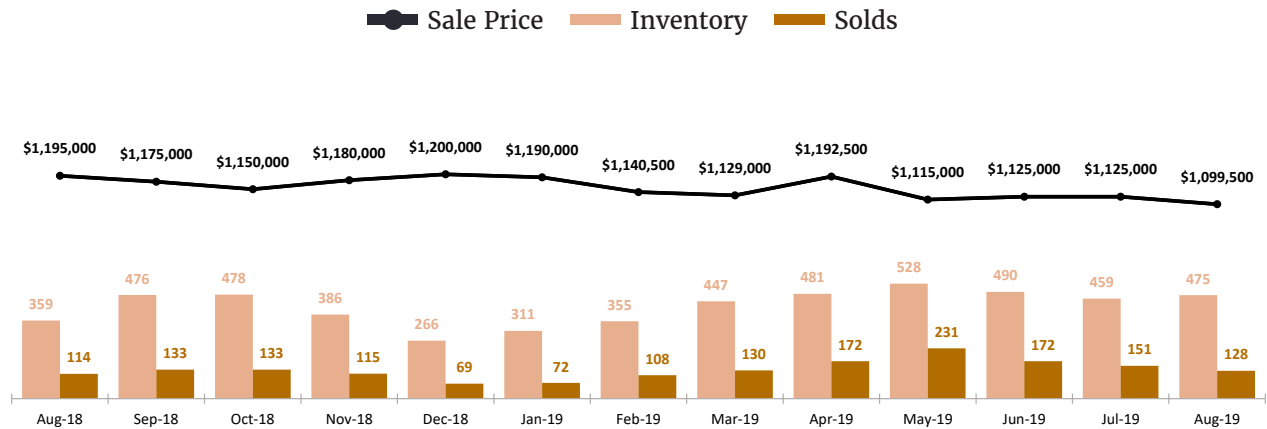 Sale Price Inventory Solds
$1,195,000 $1,175,000 $1,150,000 $1,180,000 $1,200,000 $1,190,000 $1,140,500 $1,129,000 $1,192,500 $1,115,000 $1,125,000 $1,125,000 $1,099,500
359 476 478 386 266 311 355 447 481 528 490 459 475
114 133 133 115 69 72 108 130 172 231 172 151 128
Aug-18 Sep-18 Oct-18 Nov-18 Dec-18 Jan-19 Feb-19 Mar-19 Apr-19 May-19 Jun-19 Jul-19 Aug-19